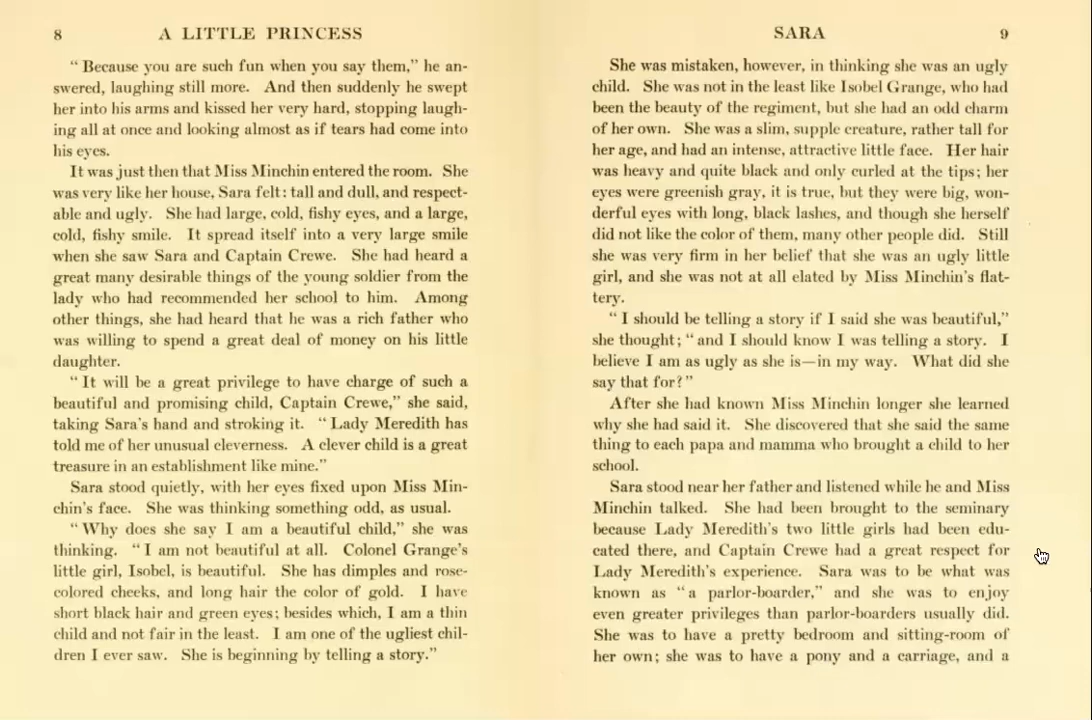 8 A LITTLE PRINCESS
“ Because you are such fun when you say them,” he an-
swered, laughing still more. And then suddenly he swept
her into his arms and kissed her very hard, stopping laugh-
ing all at once and looking almost as if tears had come into
his eyes.
It was just then that Miss Minchin entered the room. She
was very like her house, Sara felt: tall and dull, and respect-
able and ugly. She had large, cold, fishy eyes, and a large,
cold, fishy smile. It spread itself into a very large smile
when she saw Sara and Captain Crewe. She had heard a
great many desirable things of the young soldier from the
lady who had recommended her school to him. Among
other things, she had heard that he was a rich father who
was willing to spend a great deal of money on his little
daughter.
“ It will be a great privilege to have charge of such a
beautiful and promising child, Captain Crewe,” she said,
taking Sara’s hand and stroking it. “ Lady Meredith has
told me of her unusual cleverness. A clever child is a great
treasure in an establishment like mine.”
Sara stood quietly, with her eyes fixed upon Miss Min-
chin’s face. She was thinking something odd, as usual.
“ Why does she say I am a beautiful child,” she was
thinking. “ I am not beautiful at all. Colonel Grange’s
little girl, Isobel, is beautiful. She has dimples and rose-
colored cheeks, and long hair the color of gold. I have
short black hair and green eyes; besides which, I am a thin
child and not fair in the least. I am one of the ugliest chil-
dren I ever saw. She is beginning by telling a story.”
SARA 9
She was mistaken, however, in thinking she was an ugly
child. She was not in the least like Isobel Grange, who had
been the beauty of the regiment, but she had an odd charm
of her own. She was a slim, supple creature, rather tall for
her age, and had an intense, attractive little face. Her hair
was heavy and quite black and only curled at the tips; her
eyes were greenish gray, it is true, but they were big, won-
derful eyes with long, black lashes, and though she herself
did not like the color of them, many other people did. Still
she was very firm in her belief that she was an ugly little
girl, and she was not at all elated by Miss Minchin’s flat-
tery.
“ I should be telling a story if I said she was beautiful,”
she thought; “ and I should know I was telling a story. I
believe I am as ugly as she is—in my way. What did she
say that for? ”
After she had known Miss Minchin longer she learned
why she had said it. She discovered that she said the same
thing to each papa and mamma who brought a child to her
school.
Sara stood near her father and listened while he and Miss
Minchin talked. She had been brought to the seminary
because Lady Meredith’s two little girls had been edu-
cated there, and Captain Crewe had a great respect for
Lady Meredith’s experience. Sara was to be what was
known as “ a parlor-boarder,” and she was to enjoy
even greater privileges than parlor-boarders usually did.
She was to have a pretty bedroom and sitting-room of
her own; she was to have a pony and a carriage, and a